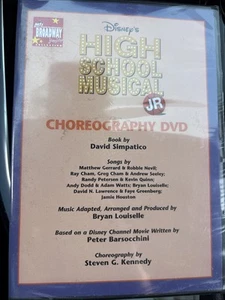 BROADWAY
Disney's
HIGH
SCHOOL
MUSICAL
JR
CHOREOGRAPHY DVD
Book by
David Simpatico
Songs by
Matthew Gerrard & Robbie Nevil;
Ray Cham, Greg Cham & Andrew Seeley;
Randy Petersen & Kevin Quinn;
Andy Dodd & Adam Watts; Bryan Louiselle;
David N. Lawrence & Faye Greenberg;
Jamie Houston
Music Adapted, Arranged and Produced by
Bryan Louiselle
Based on a Disney Channel Movie Written by
Peter Barsocchini
Choreography by
Steven G. Kennedy